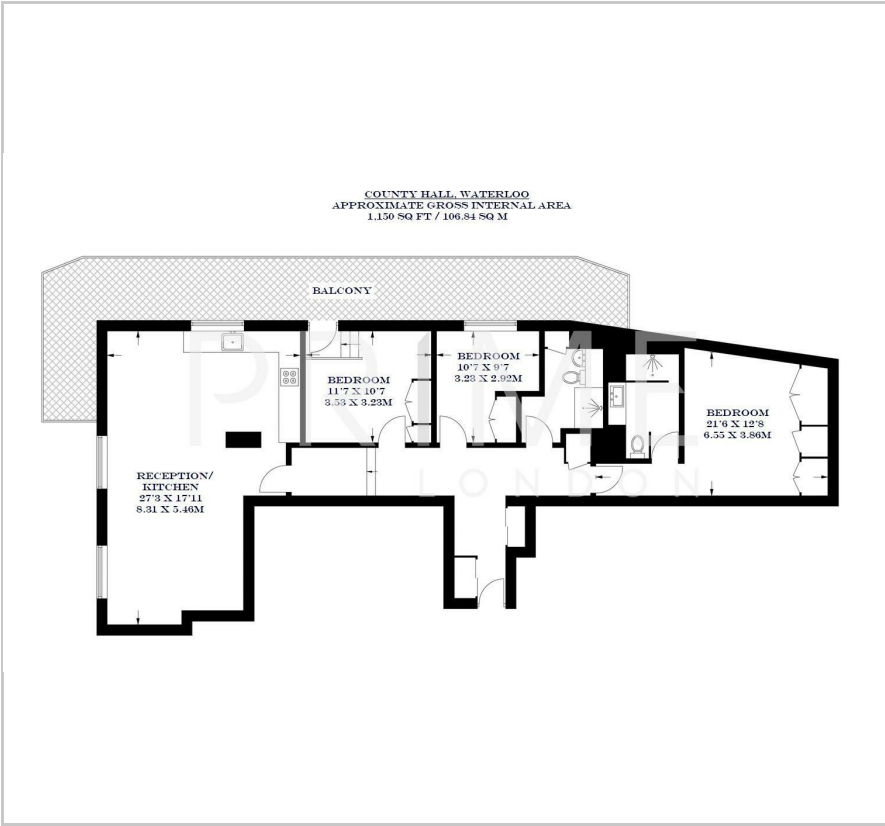 COUNTY HALL, WATERLOO
APPROXIMATE GROSS INTERNAL AREA
1,150 SQ FT / 106.84 SQ M
BALCONY
PRIME
LONDON
BEDROOM
11'7 X 10'7
3.53 X 3.23M
BEDROOM
10'7 X 9'7
3.23 X 2.92M
BEDROOM
21'6 X 12'8
6.55 X 3.86M
RECEPTION/
KITCHEN
27'3 X 17'11
8.31 X 5.46M